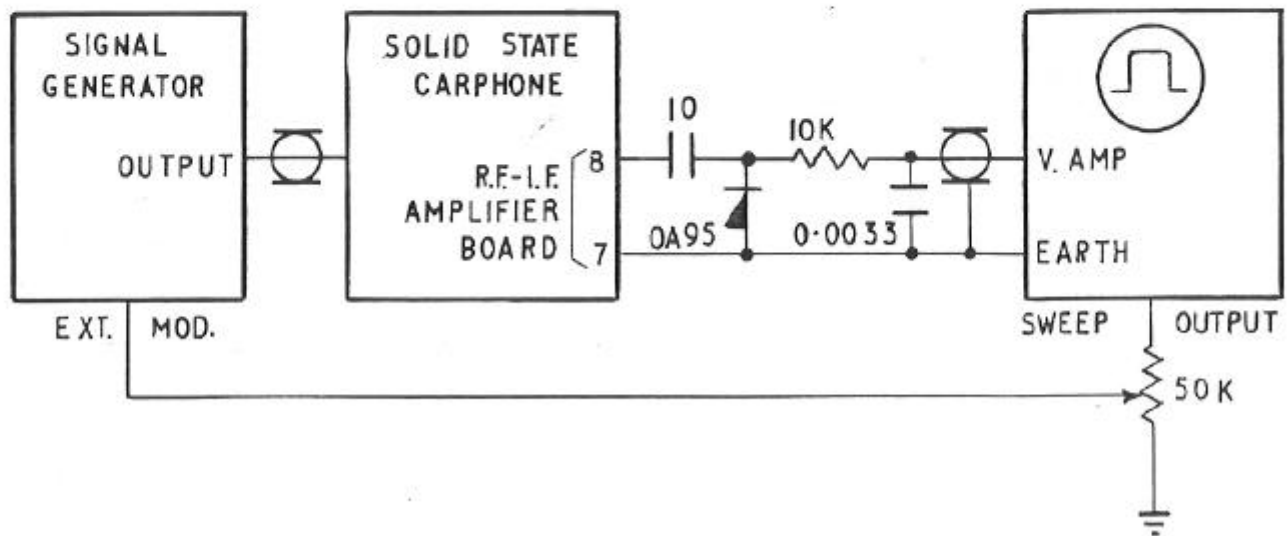 SIGNAL
GENERATOR
OUTPUT
EXT. MOD.
SOLID STATE
CARPHONE
R.F.-I.F.
AMPLIFIER
BOARD
8
7
10
10K
OA95
0·0033
V. AMP
EARTH
SWEEP OUTPUT
50K